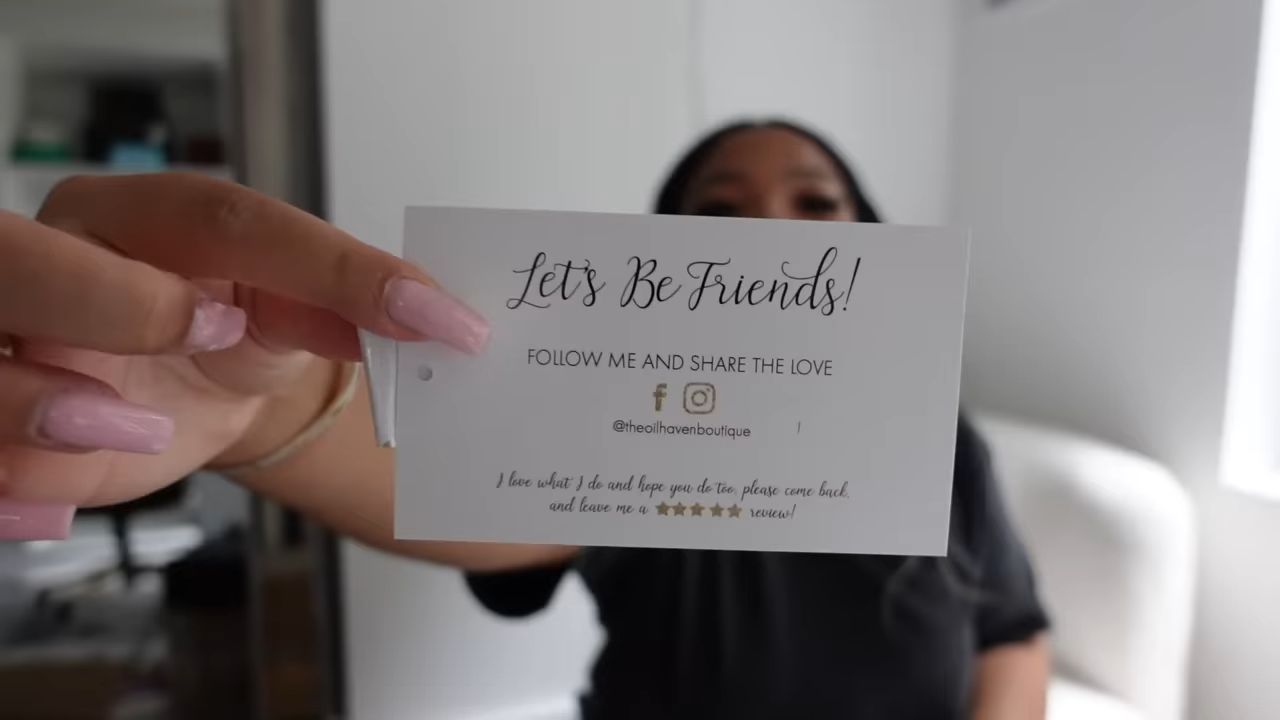 Let's Be Friends!
FOLLOW ME AND SHARE THE LOVE
@theoilhavenboutique
I love what I do and hope you do too, please come back,
and leave me a ★★★★★ review!